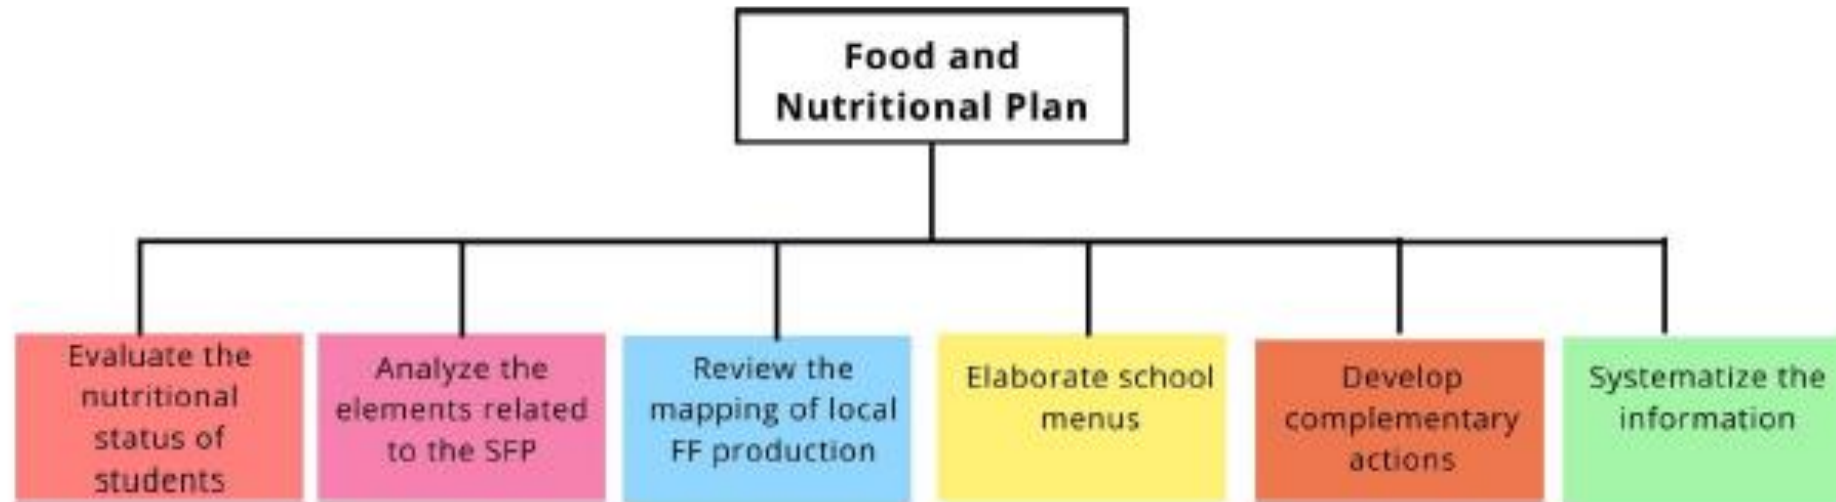 Food and
Nutritional Plan
Evaluate the
nutritional
status of
students
Analyze the
elements related
to the SFP
Review the
mapping of local
FF production
Elaborate school
menus
Develop
complementary
actions
Systematize the
information